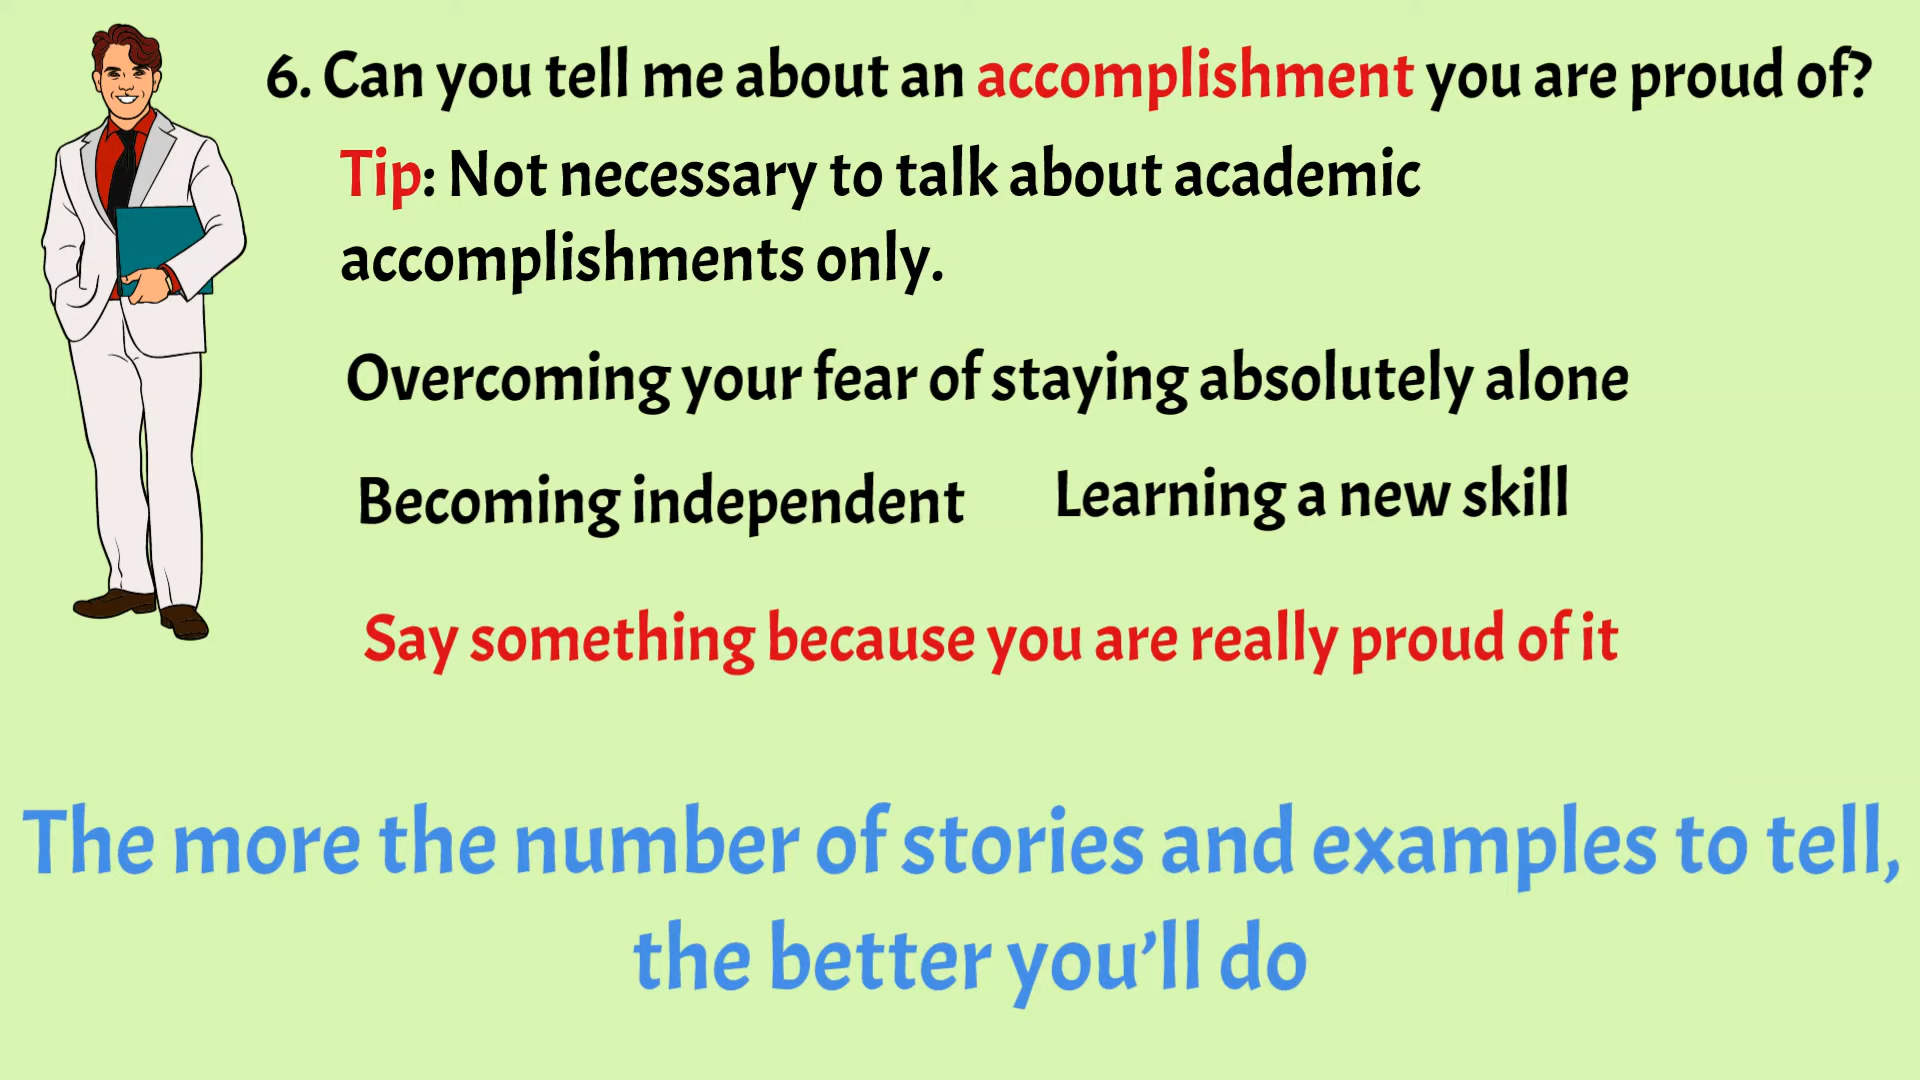 6. Can you tell me about an accomplishment you are proud of?
Tip: Not necessary to talk about academic
accomplishments only.
Overcoming your fear of staying absolutely alone
Becoming independent
Learning a new skill
Say something because you are really proud of it
The more the number of stories and examples to tell,
the better you'll do